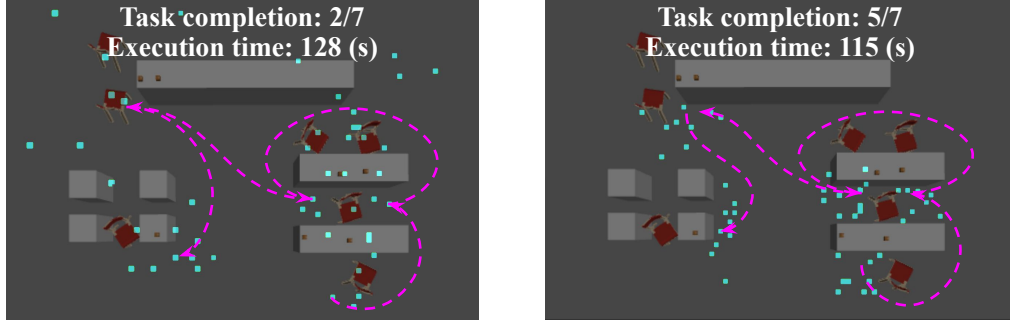 Task completion: 2/7
Execution time: 128 (s)
Task completion: 5/7
Execution time: 115 (s)